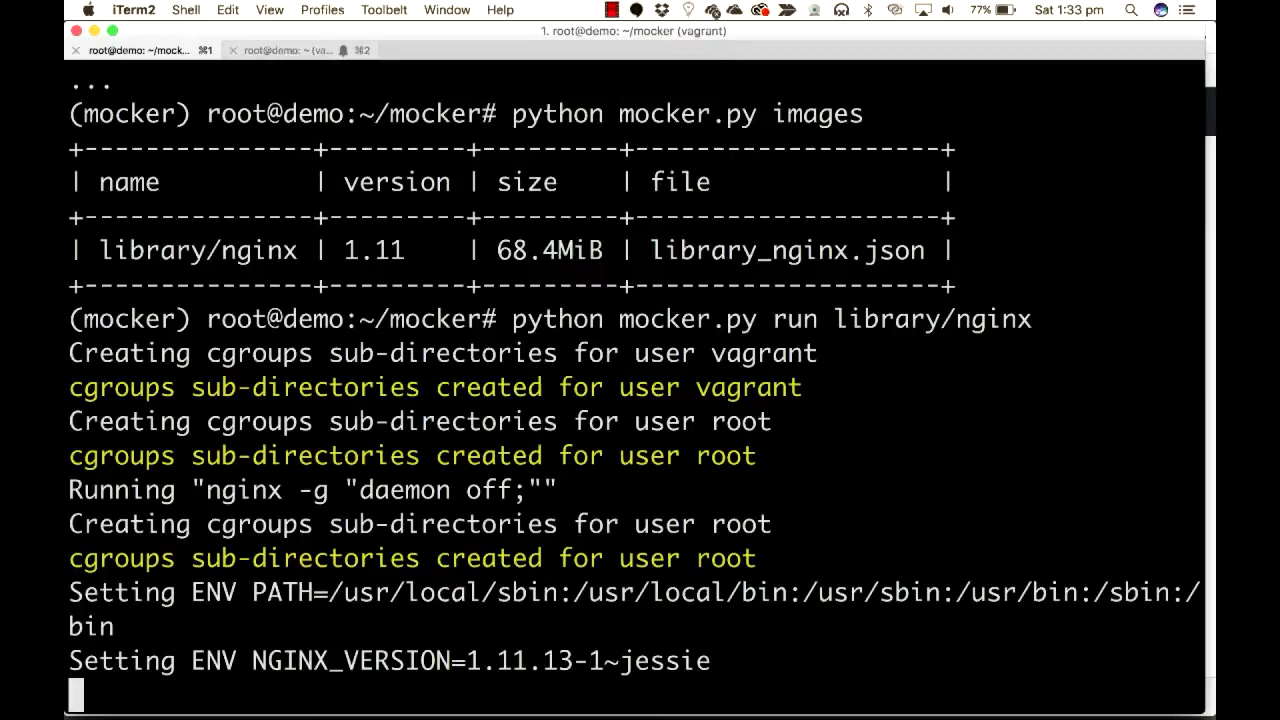 iTerm2 Shell Edit View Profiles Toolbelt Window Help 77% Sat 1:33 pm
1. root@demo: ~/mocker (vagrant)
root@demo: ~/mock... ⌘1 root@demo: ~ (va... ⌘2
...
(mocker) root@demo:~/mocker# python mocker.py images
+---------------+---------+---------+--------------------+
| name | version | size | file |
+---------------+---------+---------+--------------------+
| library/nginx | 1.11 | 68.4MiB | library_nginx.json |
+---------------+---------+---------+--------------------+
(mocker) root@demo:~/mocker# python mocker.py run library/nginx
Creating cgroups sub-directories for user vagrant
cgroups sub-directories created for user vagrant
Creating cgroups sub-directories for user root
cgroups sub-directories created for user root
Running "nginx -g "daemon off;""
Creating cgroups sub-directories for user root
cgroups sub-directories created for user root
Setting ENV PATH=/usr/local/sbin:/usr/local/bin:/usr/sbin:/usr/bin:/sbin:/
bin
Setting ENV NGINX_VERSION=1.11.13-1~jessie